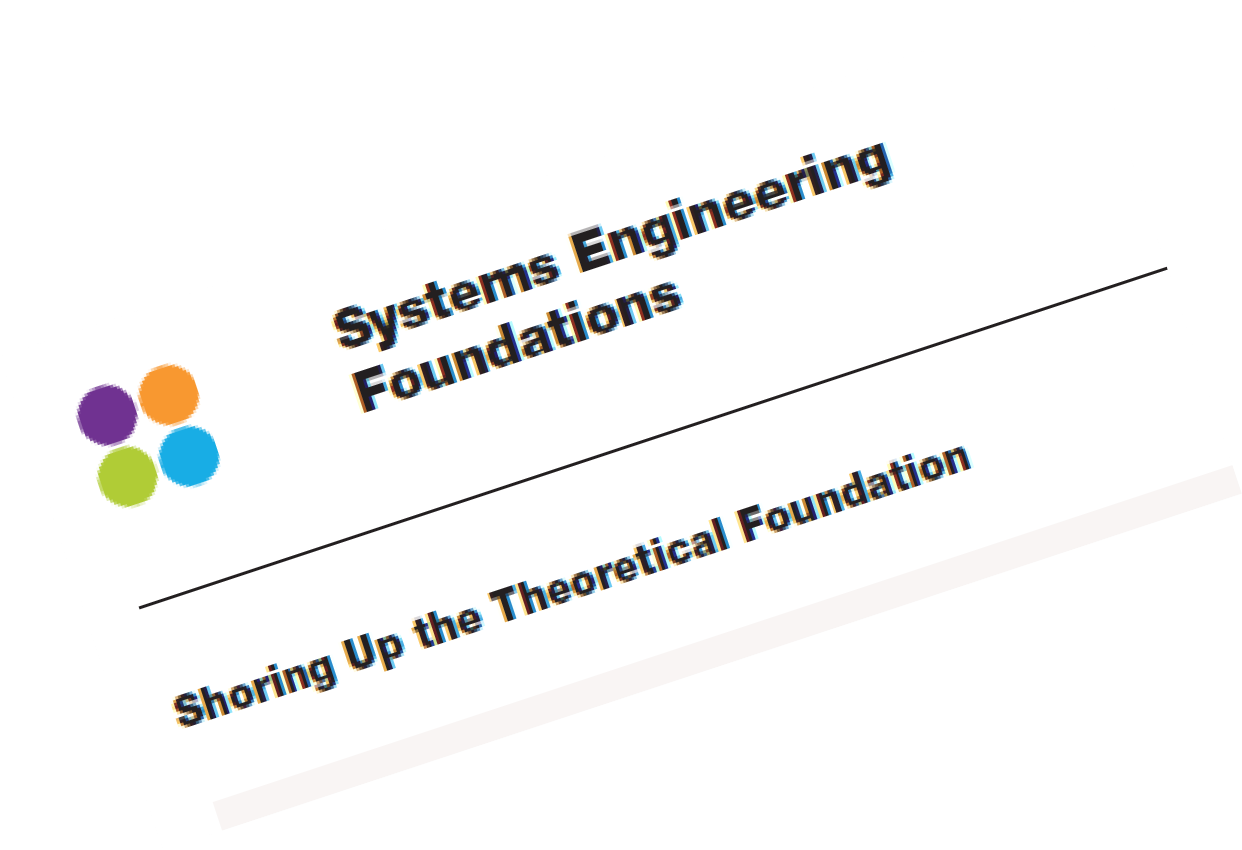 Systems Engineering
Foundations
Shoring Up the Theoretical Foundation